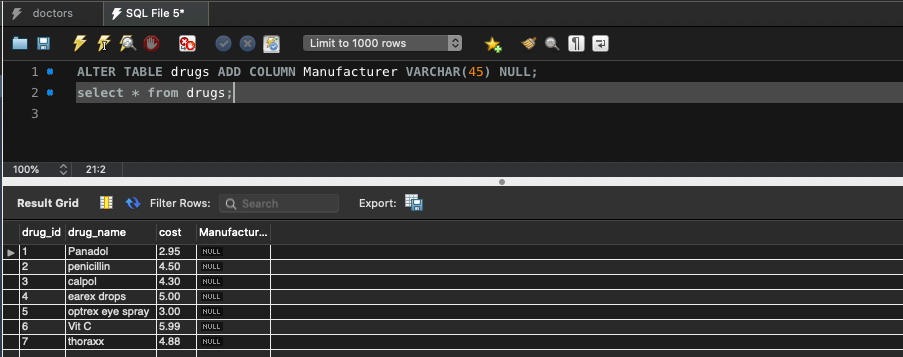 doctors SQL File 5*
Limit to 1000 rows
1 ALTER TABLE drugs ADD COLUMN Manufacturer VARCHAR(45) NULL;
2 select * from drugs;
3
100% 21:2
Result Grid Filter Rows: Search Export:
drug_id drug_name cost Manufactur...
1 Panadol 2.95 NULL
2 penicillin 4.50 NULL
3 calpol 4.30 NULL
4 earex drops 5.00 NULL
5 optrex eye spray 3.00 NULL
6 Vit C 5.99 NULL
7 thoraxx 4.88 NULL